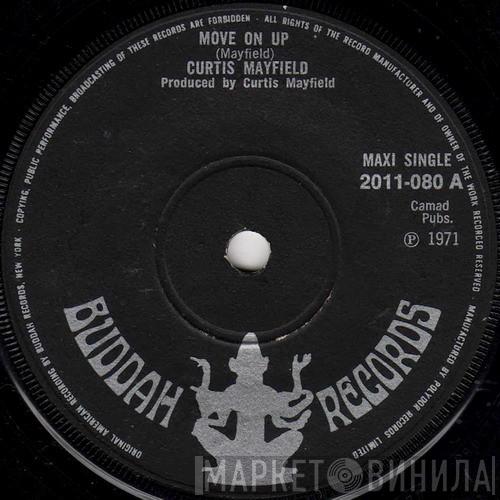 MOVE ON UP
(Mayfield)
CURTIS MAYFIELD
Produced by Curtis Mayfield
MAXI SINGLE
2011-080 A
Camad
Pubs.
Ⓟ 1971
BUDDAH RECORDS
ORIGINAL AMERICAN RECORDING BY BUDDAH RECORDS, NEW YORK · COPYING, PUBLIC PERFORMANCE, BROADCASTING OF THESE RECORDS ARE FORBIDDEN · ALL RIGHTS OF THE RECORD MANUFACTURER AND OF OWNER OF THE WORK RECORDED RESERVED · MANUFACTURED BY POLYDOR RECORDS LIMITED
МАРКЕТ ВИНИЛА